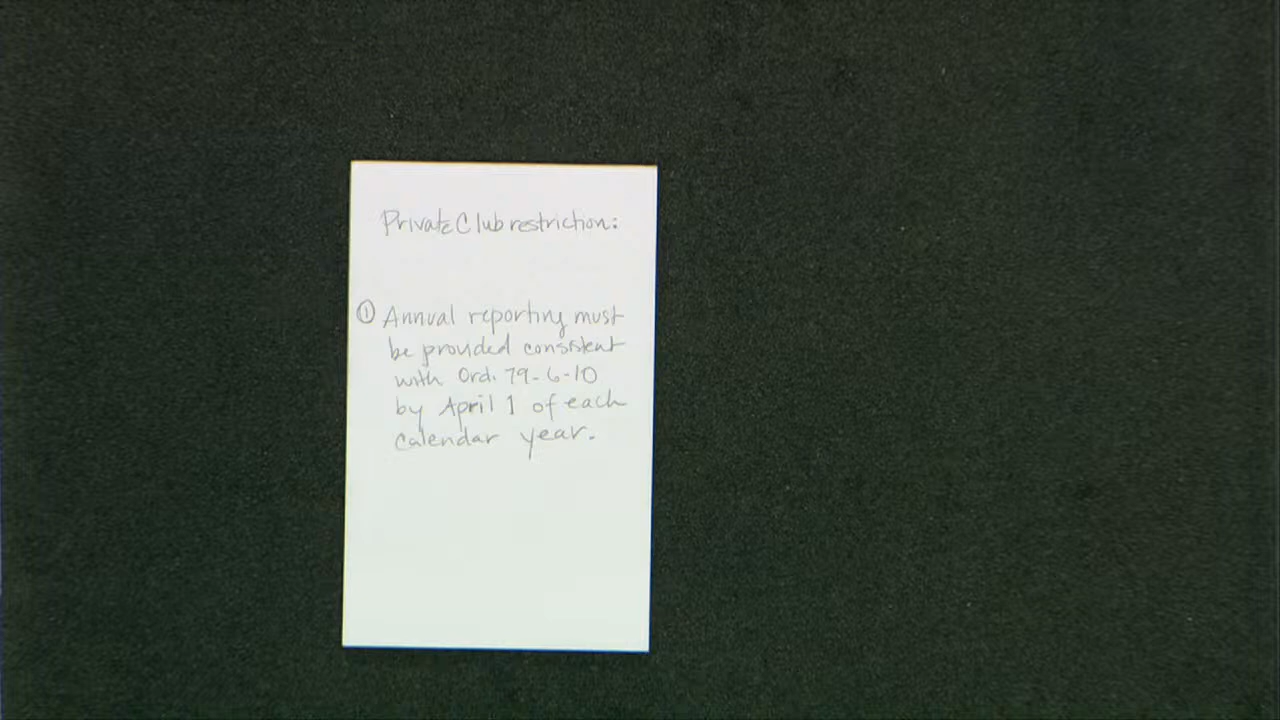 Private Club restriction:
① Annual reporting must
be provided consistent
with Ord. 79-6-10
by April 1 of each
calendar year.